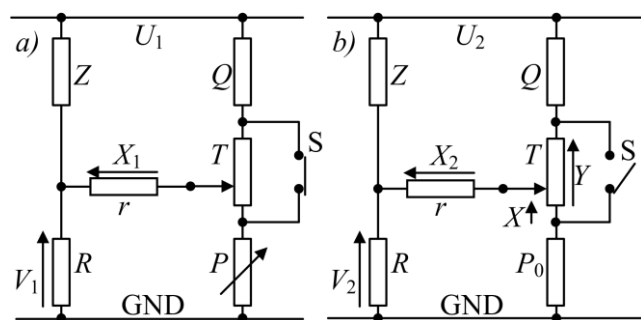 a)
U₁
Z
Q
X₁
T
S
r
V₁
R
P
GND
b)
U₂
Z
Q
X₂
T
Y
S
r
X
V₂
R
P₀
GND